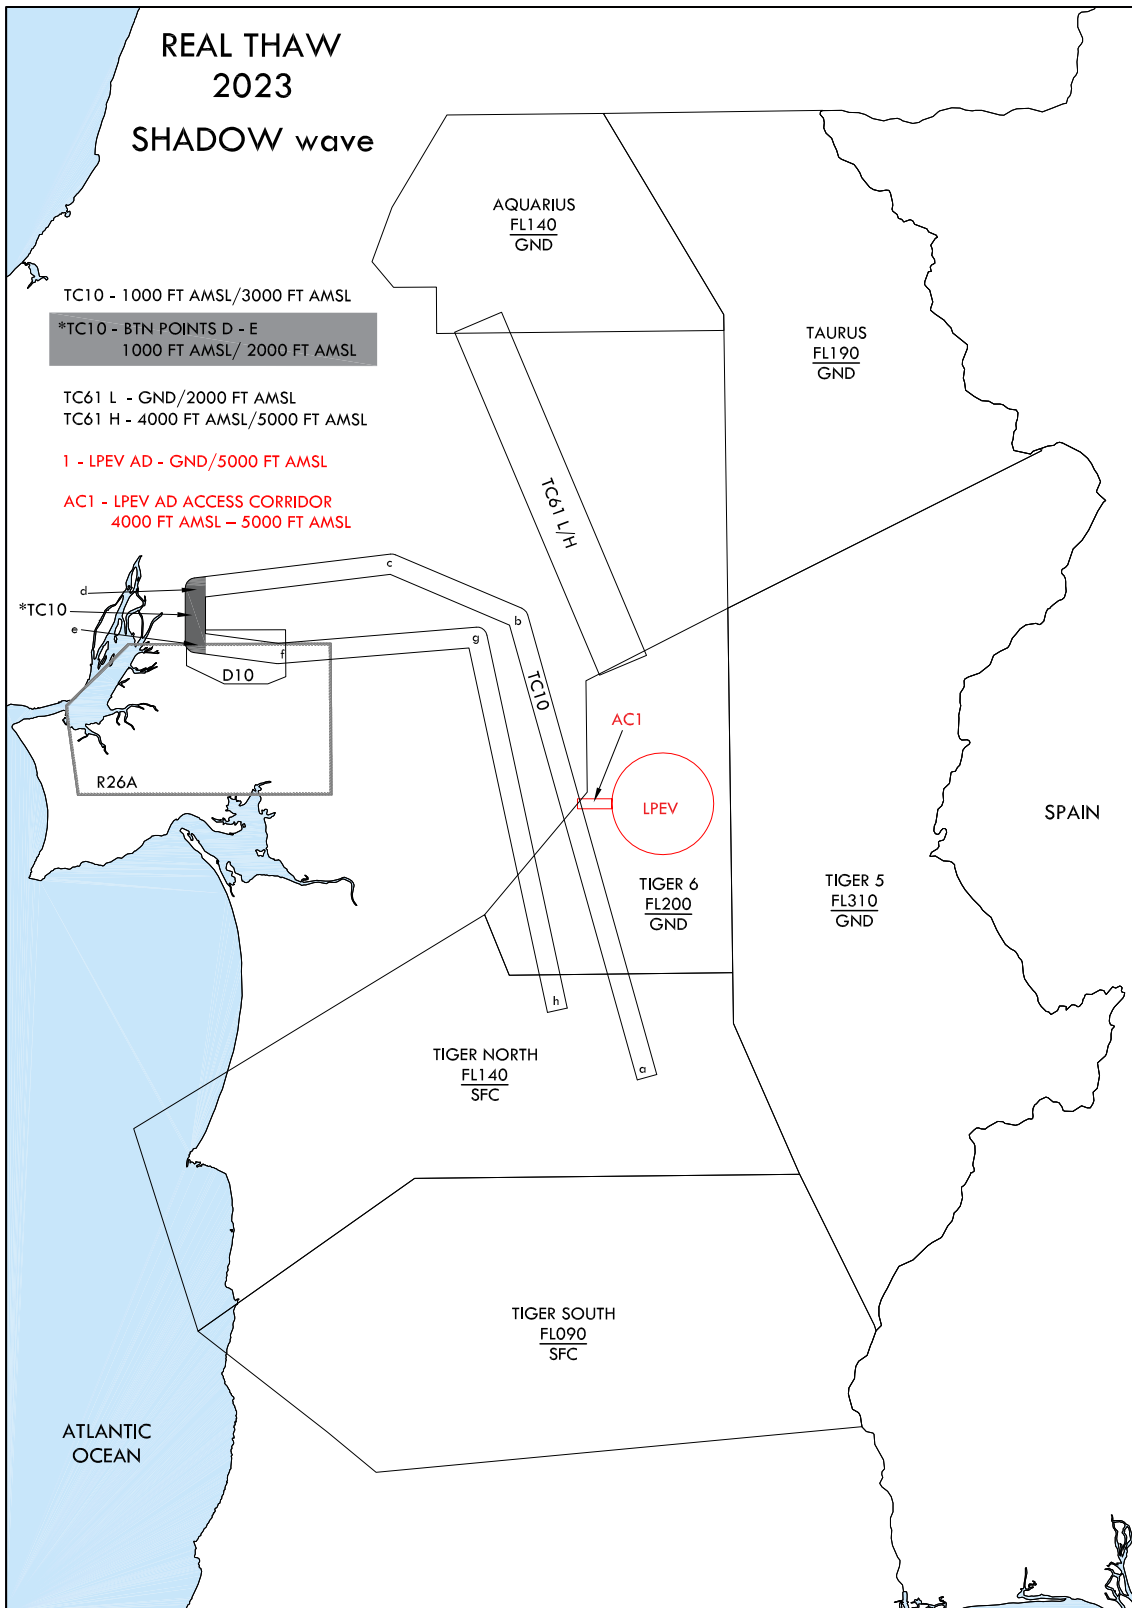 REAL THAW
2023
SHADOW wave
AQUARIUS
FL140
GND
TC10 - 1000 FT AMSL/3000 FT AMSL
*TC10 - BTN POINTS D - E
1000 FT AMSL/ 2000 FT AMSL
TAURUS
FL190
GND
TC61 L - GND/2000 FT AMSL
TC61 H - 4000 FT AMSL/5000 FT AMSL
1 - LPEV AD - GND/5000 FT AMSL
AC1 - LPEV AD ACCESS CORRIDOR
4000 FT AMSL – 5000 FT AMSL
TC61 L/H
c
d
*TC10
b
e
g
f
D10
TC10
AC1
R26A
LPEV
SPAIN
TIGER 6
FL200
GND
TIGER 5
FL310
GND
h
TIGER NORTH
FL140
SFC
a
TIGER SOUTH
FL090
SFC
ATLANTIC
OCEAN